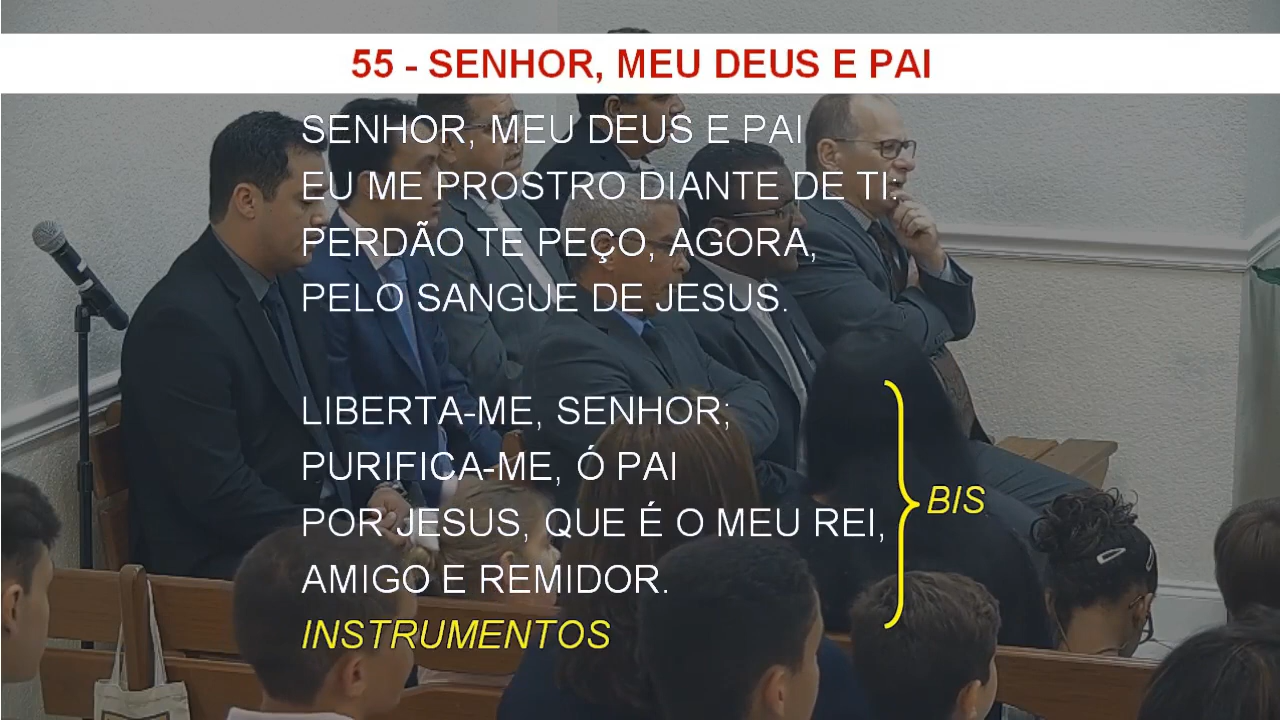 55 - SENHOR, MEU DEUS E PAI
SENHOR, MEU DEUS E PAI
EU ME PROSTRO DIANTE DE TI:
PERDÃO TE PEÇO, AGORA,
PELO SANGUE DE JESUS.
LIBERTA-ME, SENHOR;
PURIFICA-ME, Ó PAI
POR JESUS, QUE É O MEU REI,
AMIGO E REMIDOR.
BIS
INSTRUMENTOS